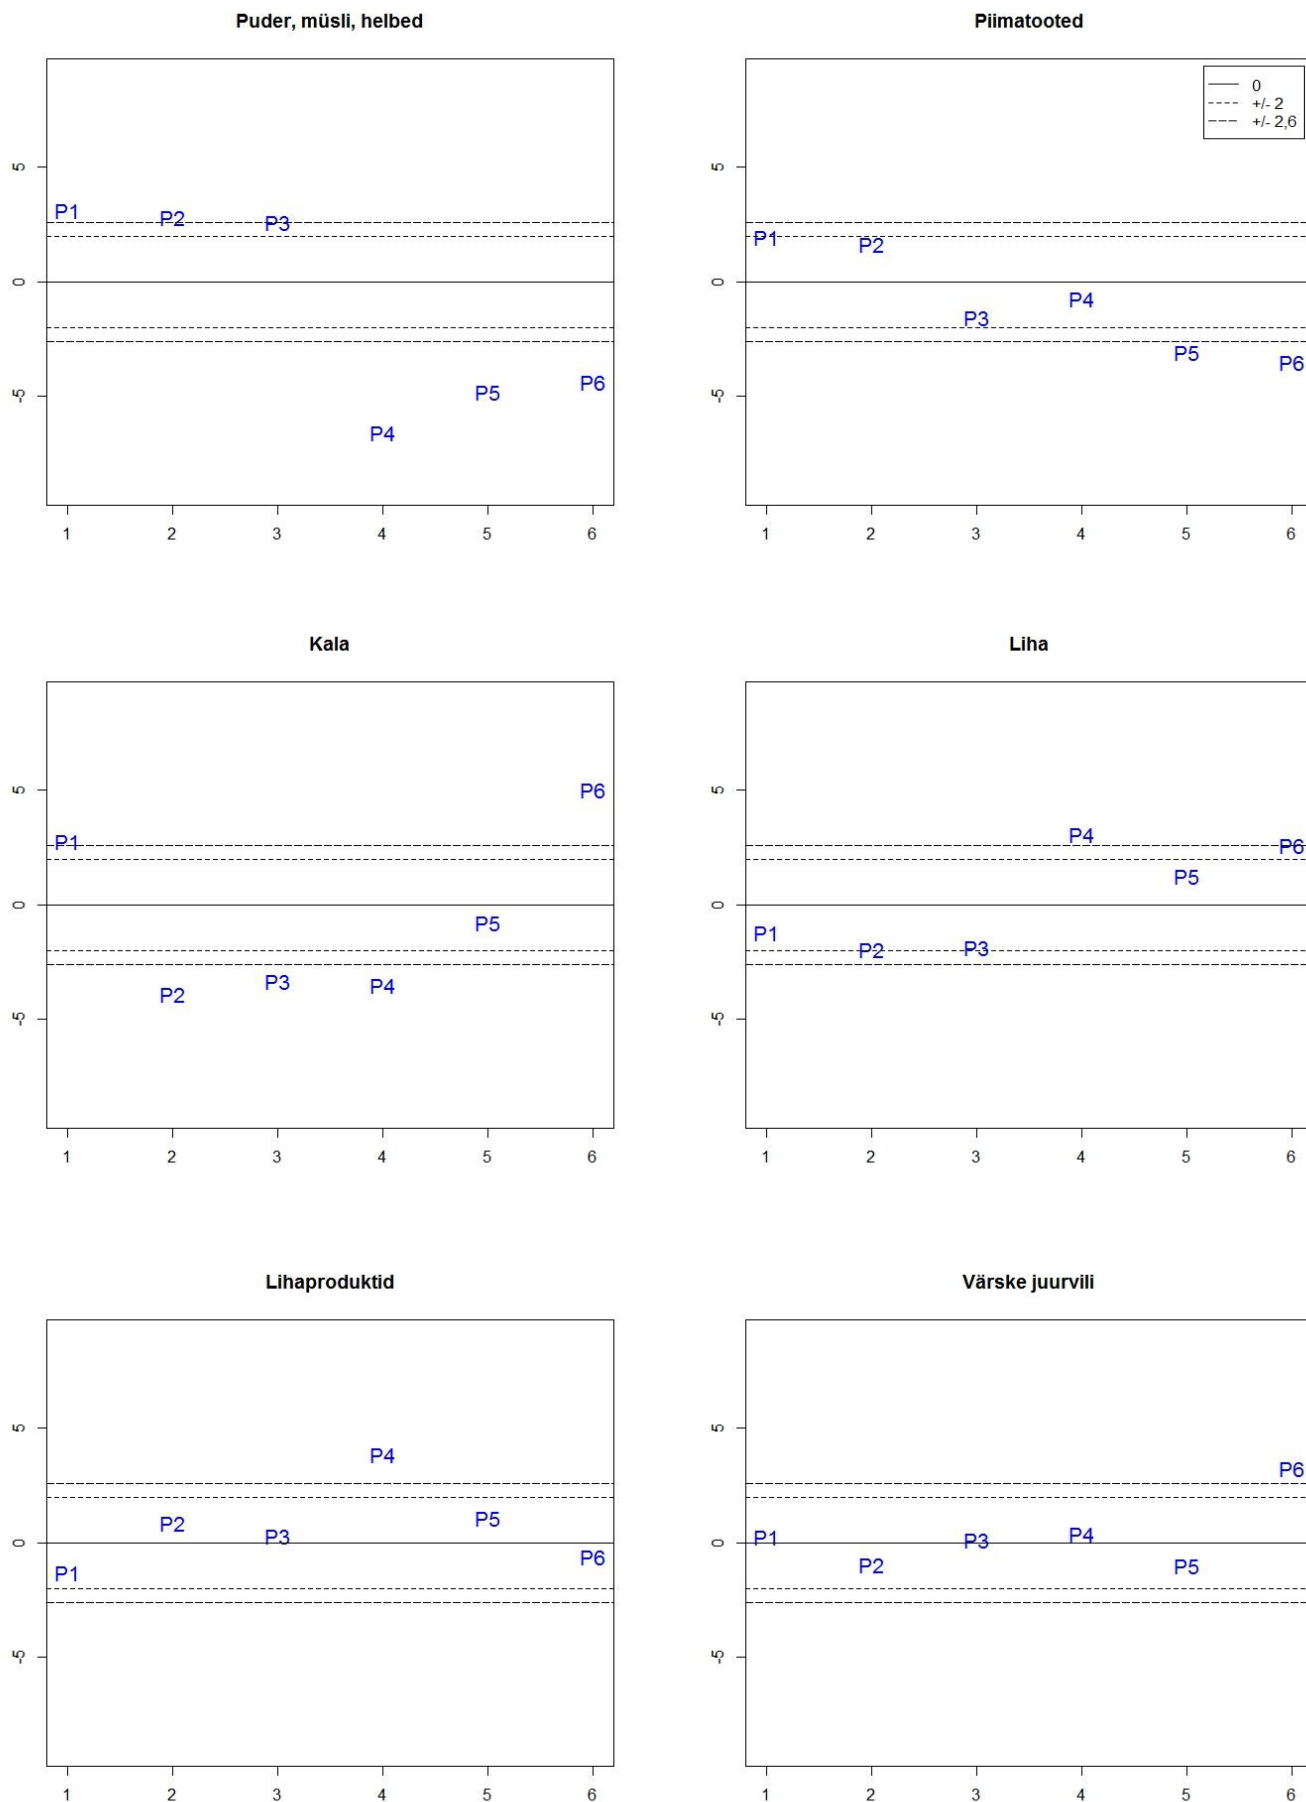 Puder, müsli, helbed
5
0
-5
P1
P2
P3
P4
P5
P6
1 2 3 4 5 6
Piimatooted
0
+/- 2
+/- 2,6
5
0
-5
P1
P2
P3
P4
P5
P6
1 2 3 4 5 6
Kala
5
0
-5
P1
P2
P3
P4
P5
P6
1 2 3 4 5 6
Liha
5
0
-5
P1
P2
P3
P4
P5
P6
1 2 3 4 5 6
Lihaproduktid
5
0
-5
P1
P2
P3
P4
P5
P6
1 2 3 4 5 6
Värske juurvili
5
0
-5
P1
P2
P3
P4
P5
P6
1 2 3 4 5 6